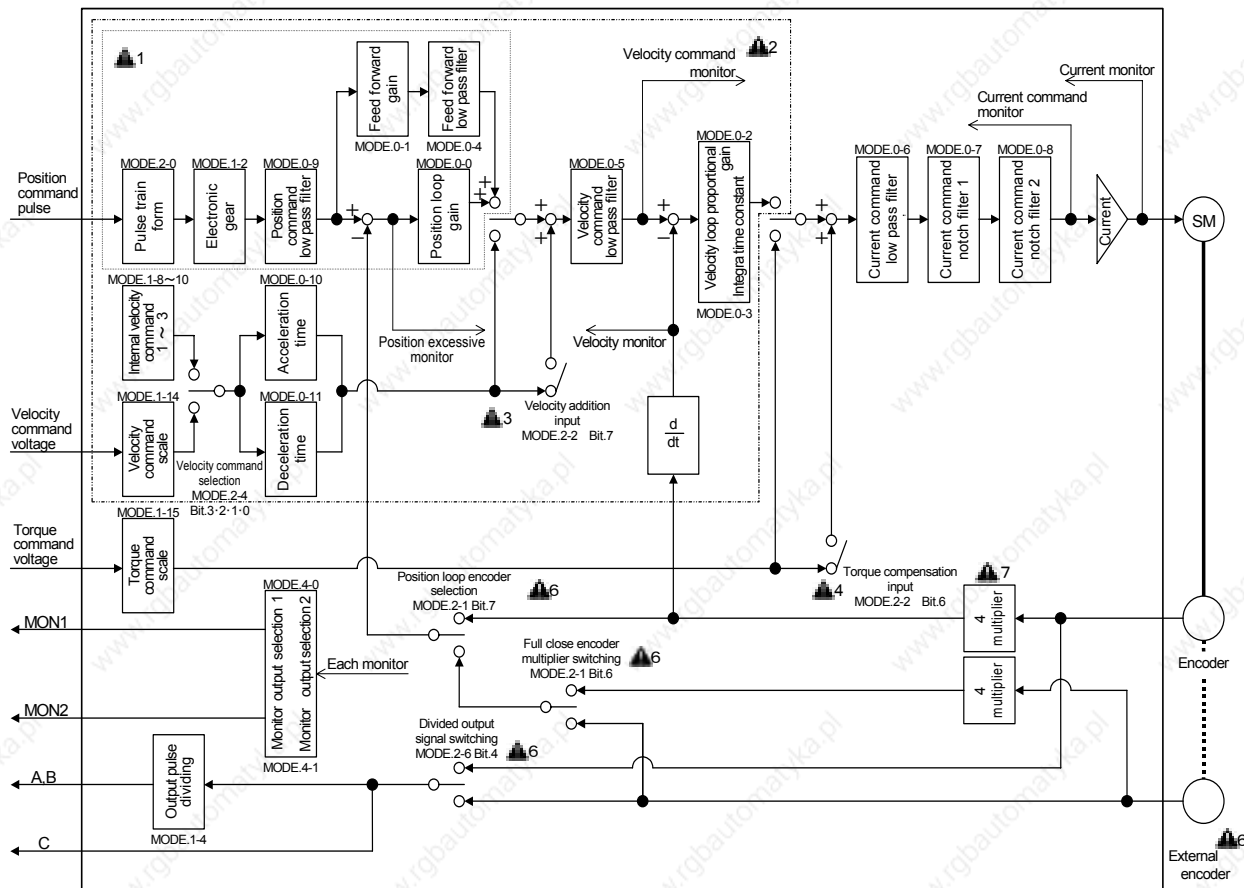 1
2
Velocity command
monitor
Current monitor
Current command
monitor
Feed forward
gain
Feed forward
low pass filter
MODE.0-1
MODE.0-4
MODE.0-0
MODE.2-0
MODE.1-2
MODE.0-9
MODE.0-5
MODE.0-2
MODE.0-6
MODE.0-7
MODE.0-8
Position
command
pulse
Pulse train
form
Electronic
gear
Position
command
low pass filter
+
−
Position loop
gain
+
+
+
+
Velocity
command
low pass filter
+
−
Velocity loop proportional
gain
Integra time constant
MODE.0-3
+
+
Current command
low pass filter
Current command
notch filter 1
Current command
notch filter 2
Current
SM
MODE.1-8~10
MODE.0-10
Internal velocity
command
1 ~ 3
Acceleration
time
Position excessive
monitor
Velocity monitor
MODE.1-14
MODE.0-11
3
Velocity addition
input
MODE.2-2 Bit.7
d
dt
Velocity
command
voltage
Velocity
command
scale
Velocity command
selection
MODE.2-4
Bit.3·2·1·0
Deceleration
time
MODE.1-15
Torque
command
voltage
Torque
command
scale
MODE.4-0
Position loop encoder
selection
MODE.2-1 Bit.7
6
4
Torque compensation
input
MODE.2-2 Bit.6
7
4
multiplier
Encoder
MON1
Monitor output selection 1
Monitor output selection 2
Each monitor
Full close encoder
multiplier switching
MODE.2-1 Bit.6
6
4
multiplier
MON2
MODE.4-1
Divided output
signal switching
MODE.2-6 Bit.4
6
A,B
Output pulse
dividing
MODE.1-4
C
External
encoder
6
www.rgbautomatyka.pl